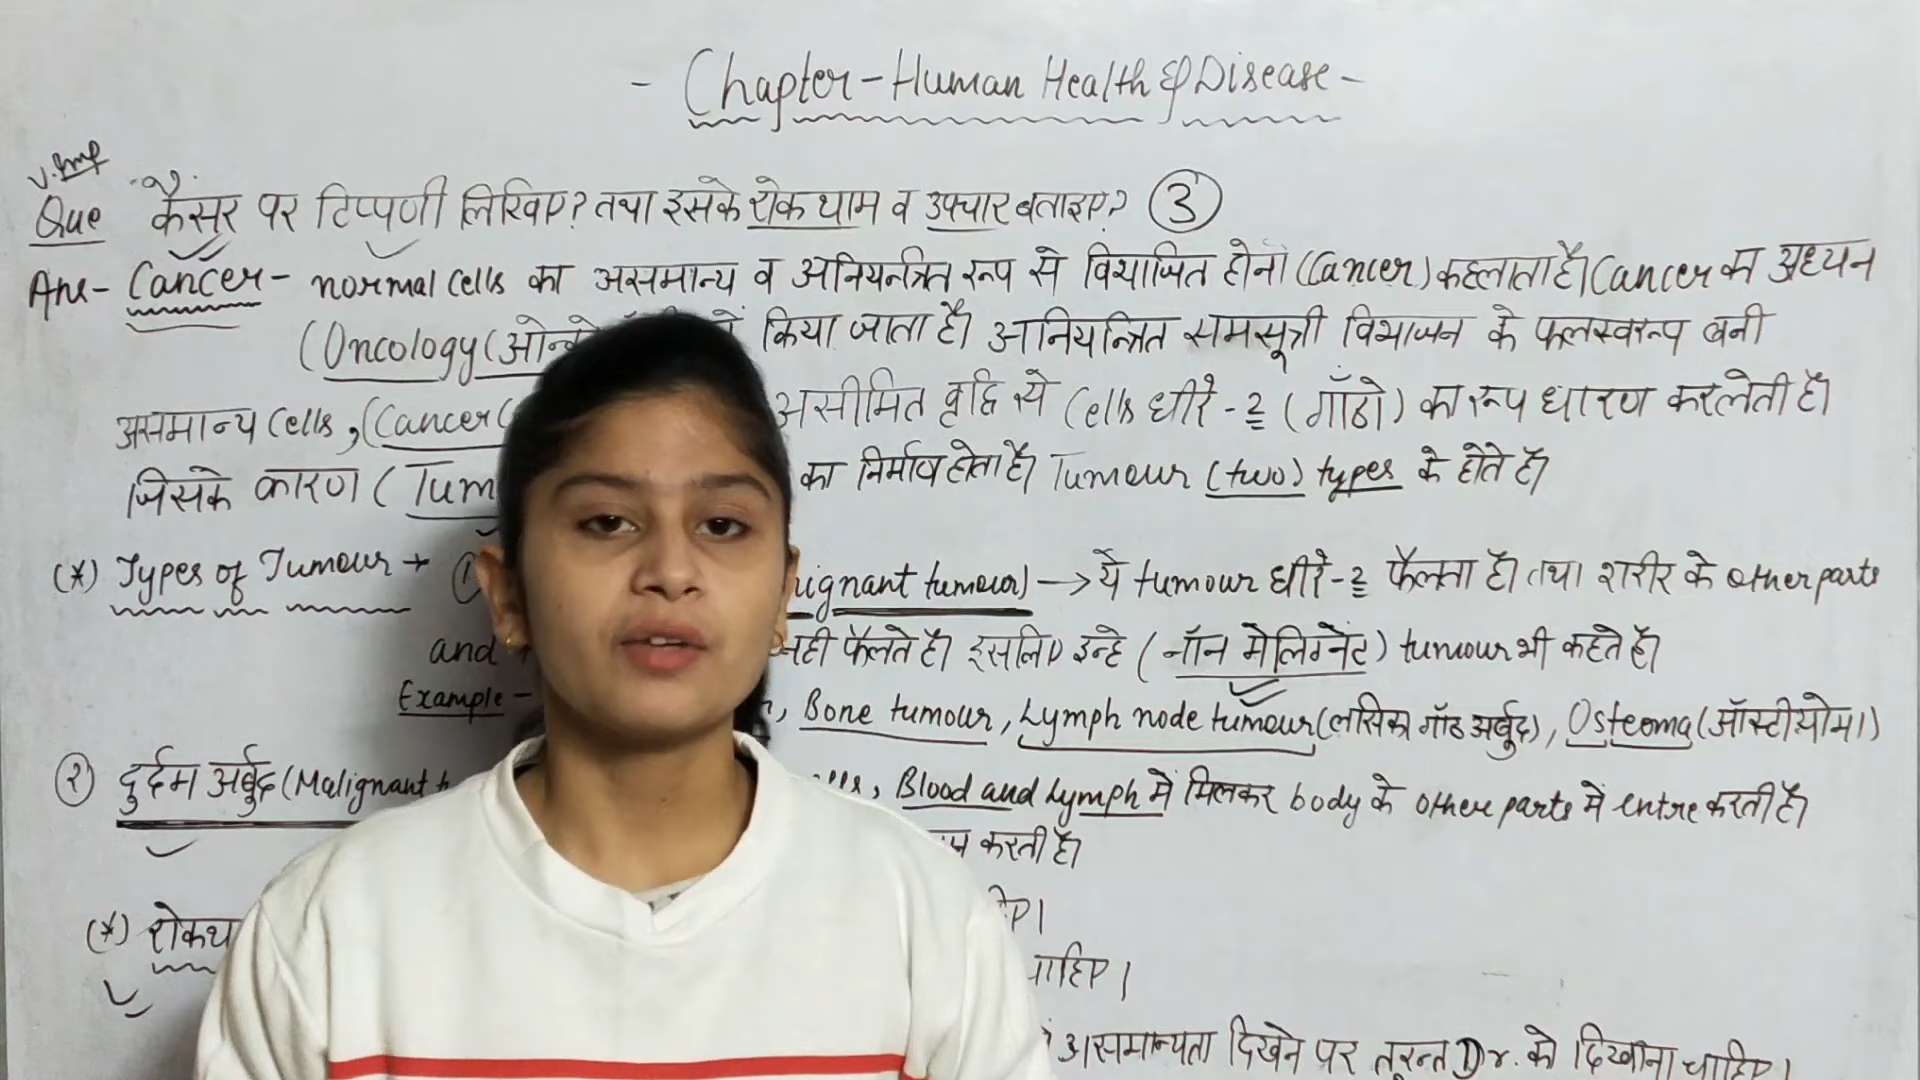 - Chapter - Human Health & Disease -
v.Imp
Que कैंसर पर टिप्पणी लिखिए? तथा इसके रोकथाम व उपचार बताइए? ③
Ans- Cancer - normal cells का असमान्य व अनियन्त्रित रूप से विभाजित होना (Cancer) कहलाता है। Cancer का अध्यन
(Oncology (ओन्को किया जाता है। अनियन्त्रित समसूत्री विभाजन के फलस्वरूप बनी
असमान्य cells, (Cancer असीमित वृद्धि से Cells धीरे-2 (गाँठो) का रूप धारण कर लेती है।
जिसके कारण (Tum का निर्माण होता है। Tumour (two) types के होते है।
(*) Types of Tumour → ① ignant tumour) → ये tumour धीरे-2 फैलता है। तथा शरीर के other parts
and नही फैलते है। इसलिए इन्हे (नॉन मेलिग्नेंट) tumour भी कहते है।
Example - , Bone tumour, Lymph node tumour (लसिका गाँठ अर्बुद), Osteoma (ऑस्टीयोमा)
② दुर्दम अर्बुद (Malignant , Blood and Lymph में मिलकर body के other parts में entre करती है।
करती है।
(*) रोकथा
चाहिए।
असमान्यता दिखने पर तुरन्त Dr. को दिखाना चाहिए।